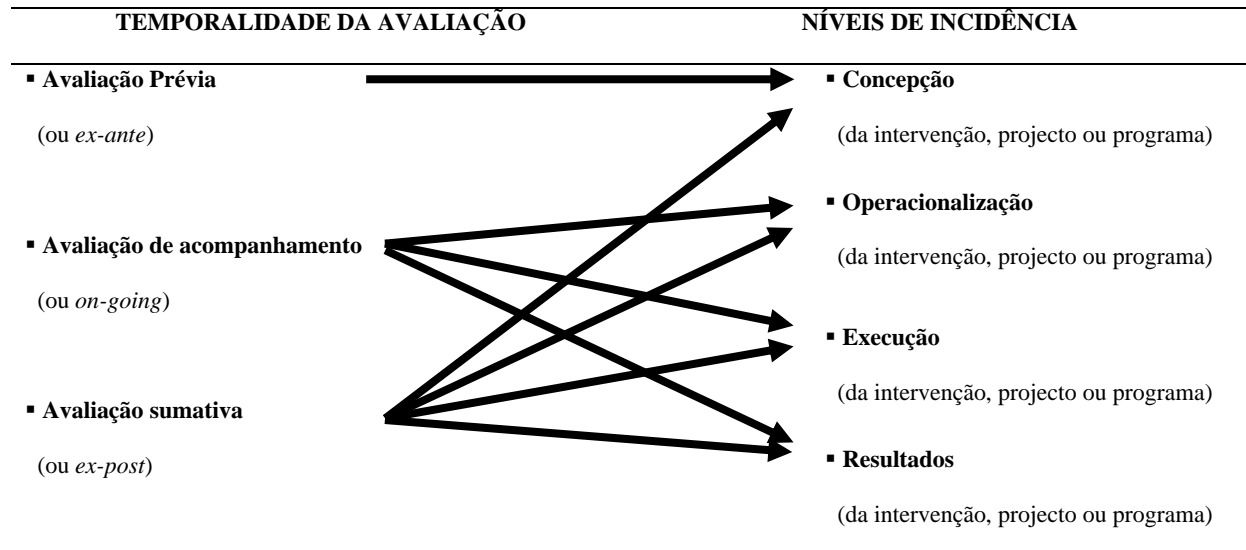 TEMPORALIDADE DA AVALIAÇÃO
NÍVEIS DE INCIDÊNCIA
▪ Avaliação Prévia
(ou ex-ante)
▪ Avaliação de acompanhamento
(ou on-going)
▪ Avaliação sumativa
(ou ex-post)
▪ Concepção
(da intervenção, projecto ou programa)
▪ Operacionalização
(da intervenção, projecto ou programa)
▪ Execução
(da intervenção, projecto ou programa)
▪ Resultados
(da intervenção, projecto ou programa)